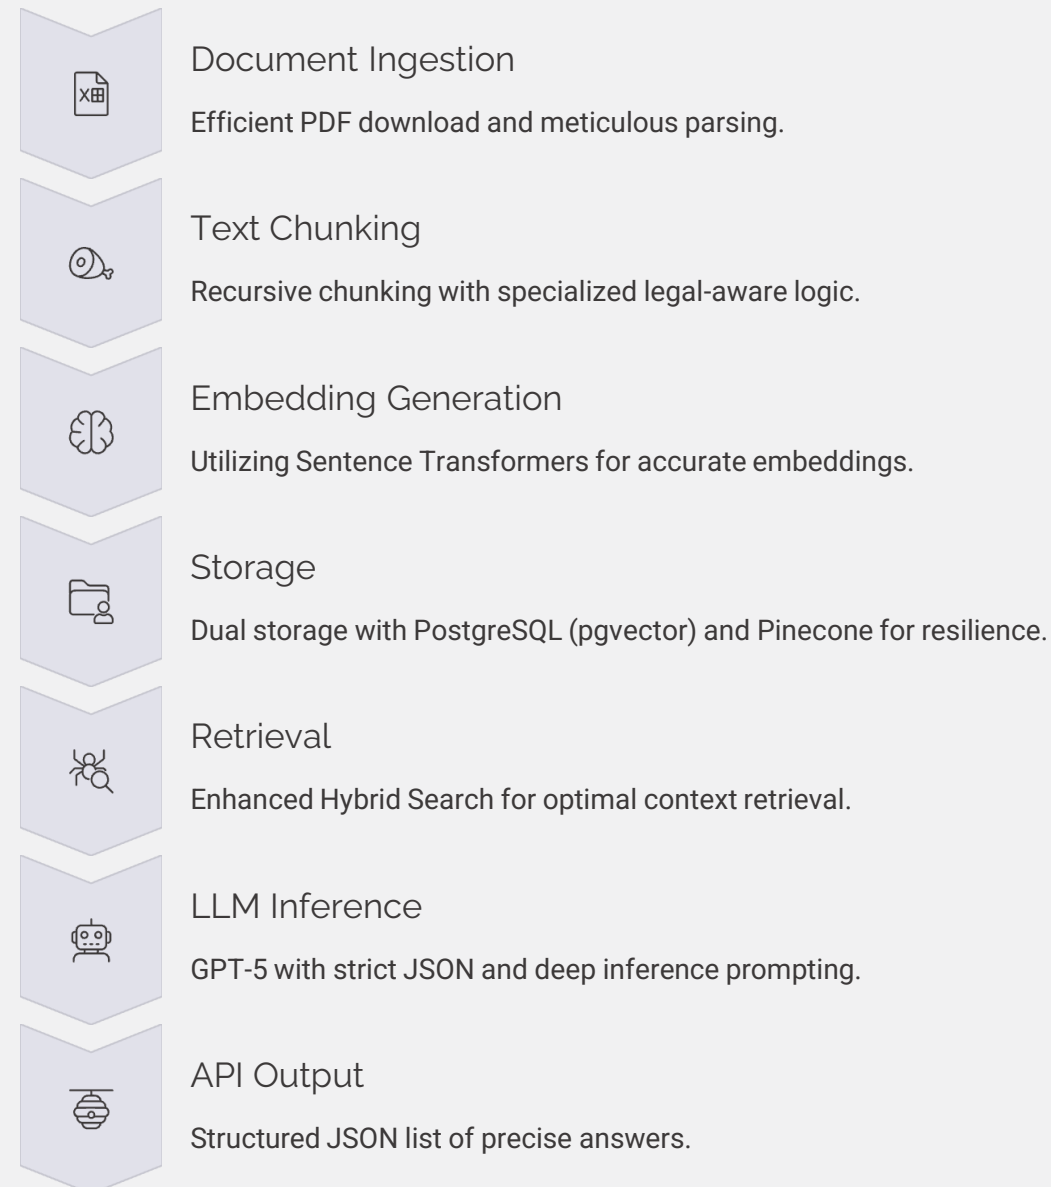 Document Ingestion
Efficient PDF download and meticulous parsing.
Text Chunking
Recursive chunking with specialized legal-aware logic.
Embedding Generation
Utilizing Sentence Transformers for accurate embeddings.
Storage
Dual storage with PostgreSQL (pgvector) and Pinecone for resilience.
Retrieval
Enhanced Hybrid Search for optimal context retrieval.
LLM Inference
GPT-5 with strict JSON and deep inference prompting.
API Output
Structured JSON list of precise answers.